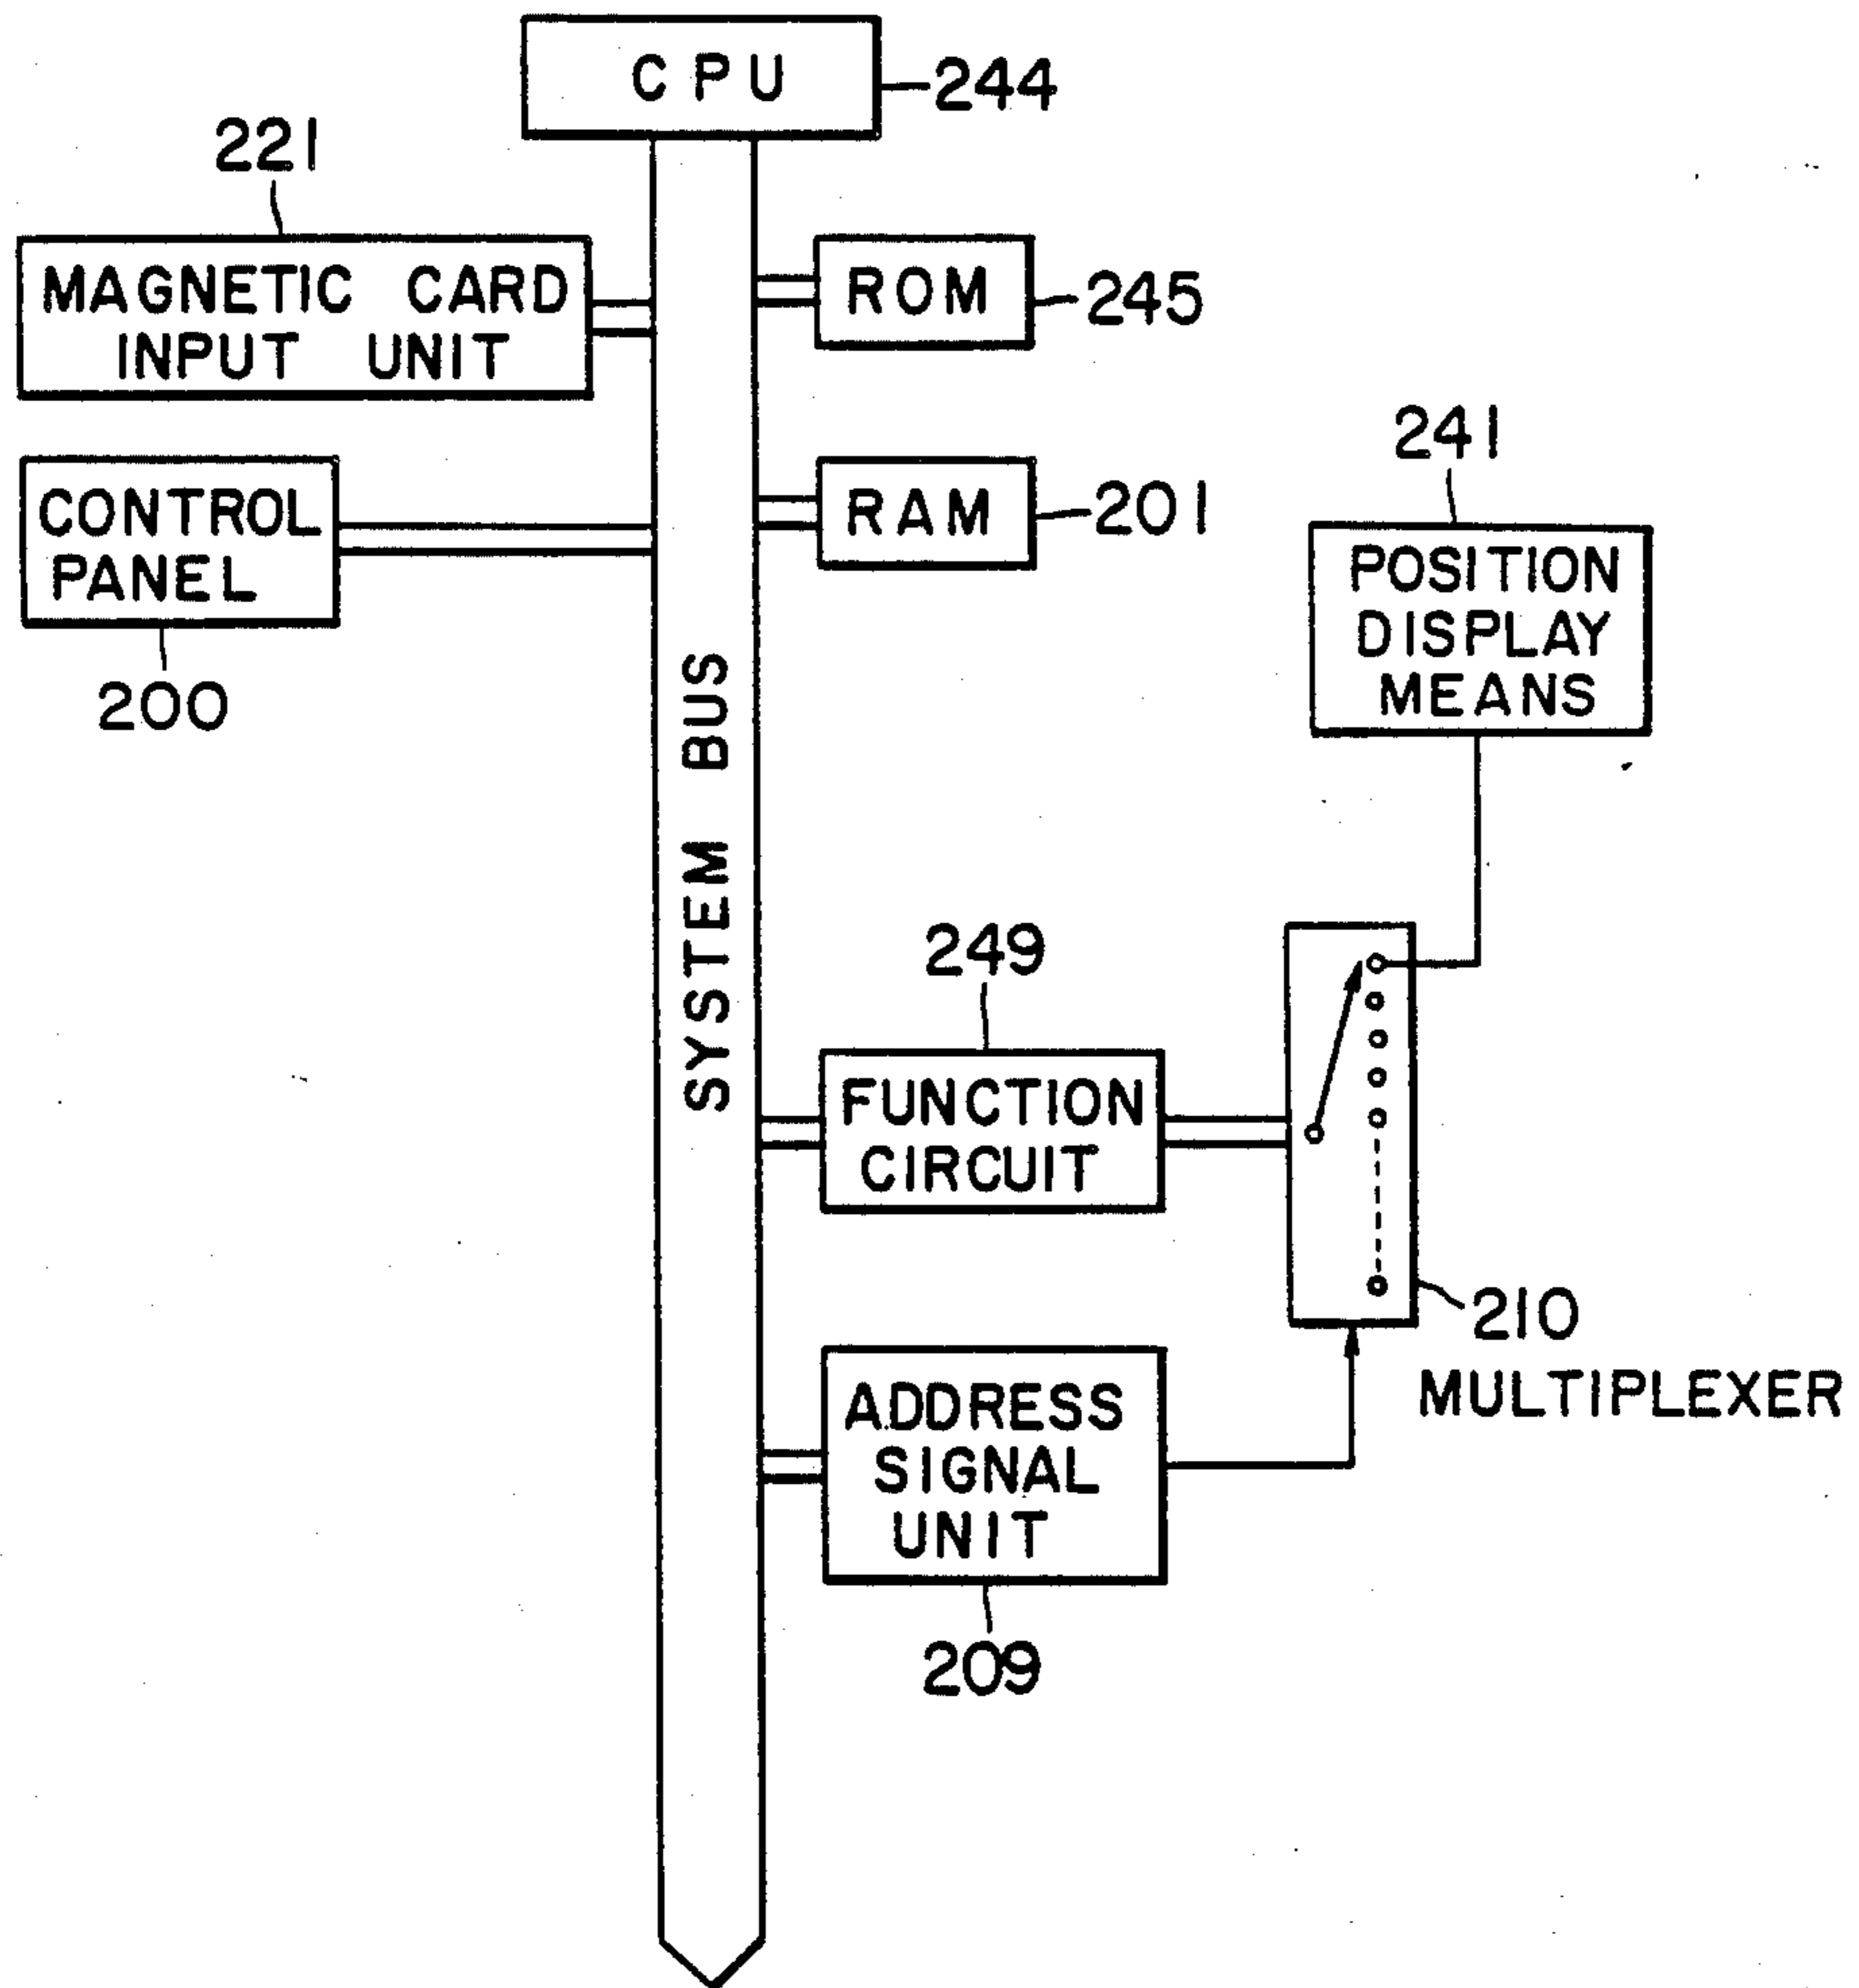 CPU
244
221
MAGNETIC CARD
INPUT UNIT
ROM
245
CONTROL
PANEL
200
RAM
201
241
POSITION
DISPLAY
MEANS
SYSTEM BUS
249
FUNCTION
CIRCUIT
210
MULTIPLEXER
ADDRESS
SIGNAL
UNIT
209